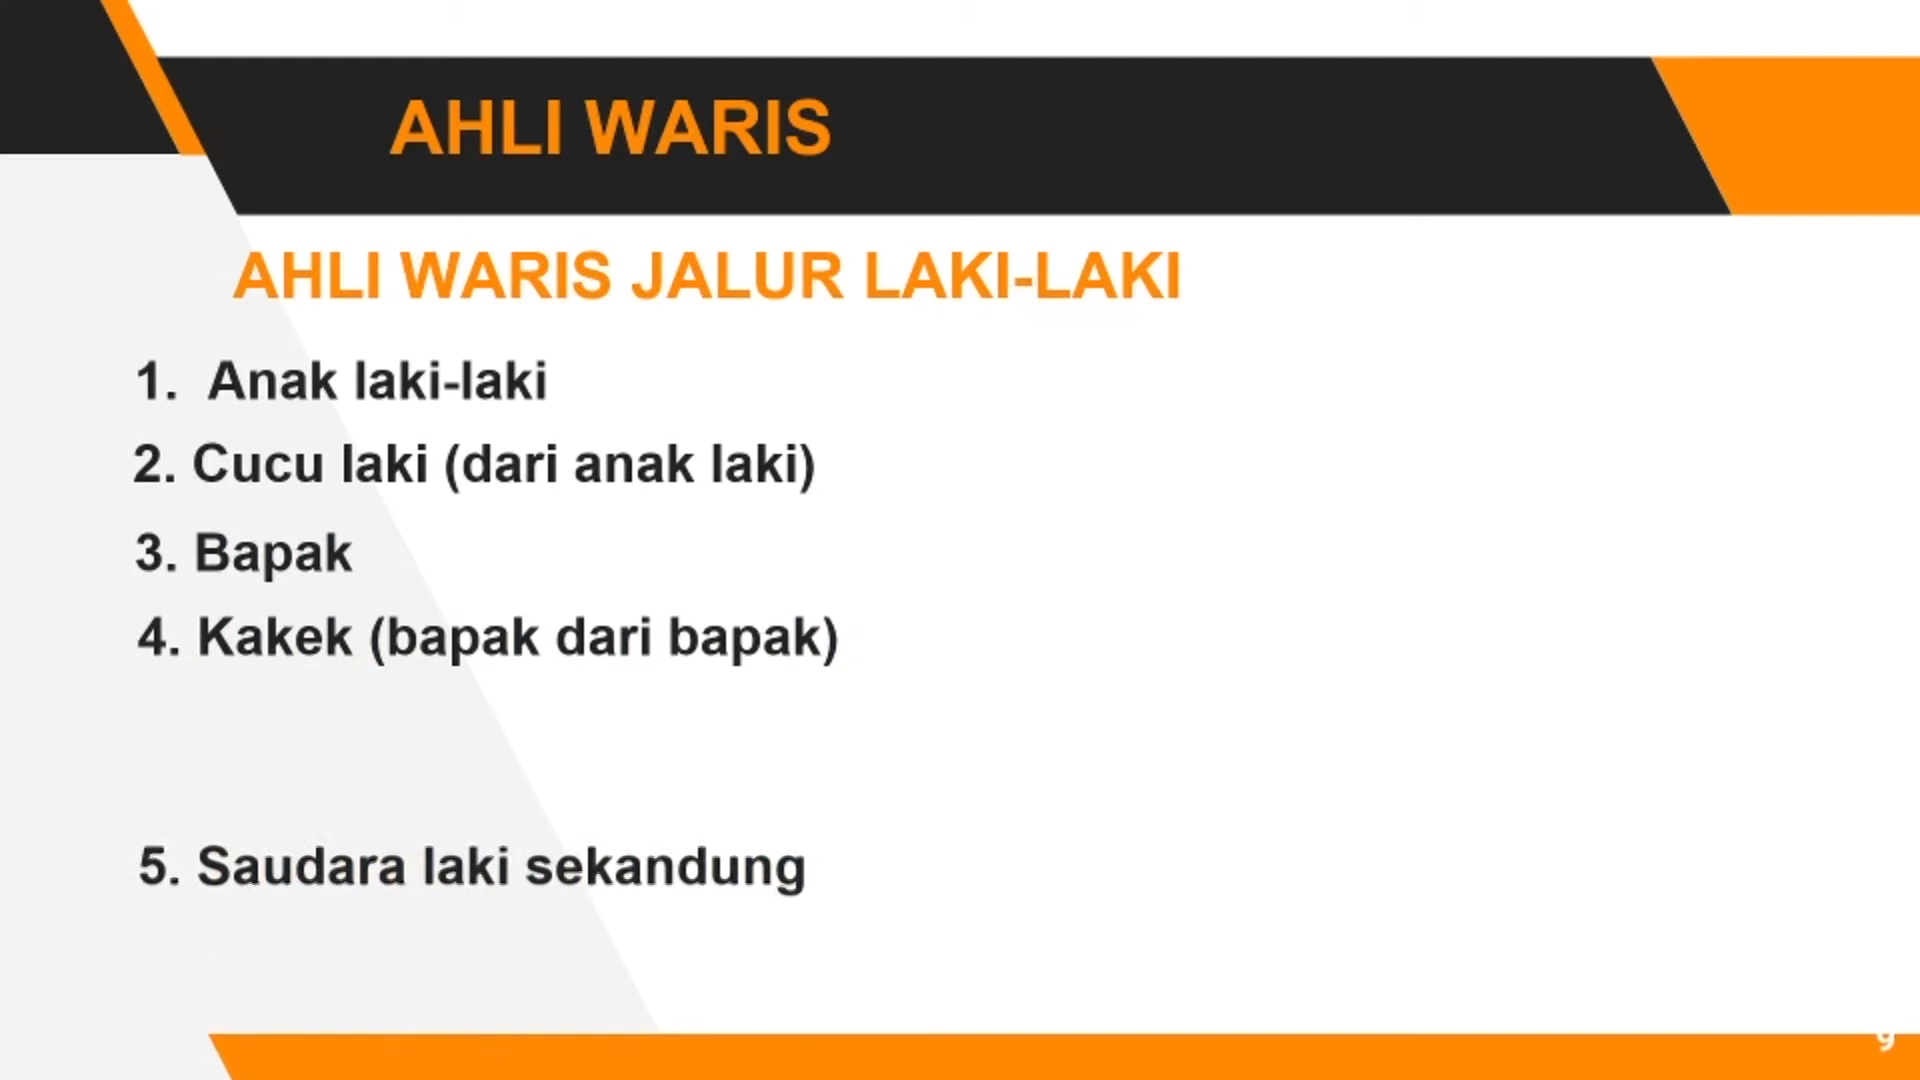 AHLI WARIS
AHLI WARIS JALUR LAKI-LAKI
1. Anak laki-laki
2. Cucu laki (dari anak laki)
3. Bapak
4. Kakek (bapak dari bapak)
5. Saudara laki sekandung
9